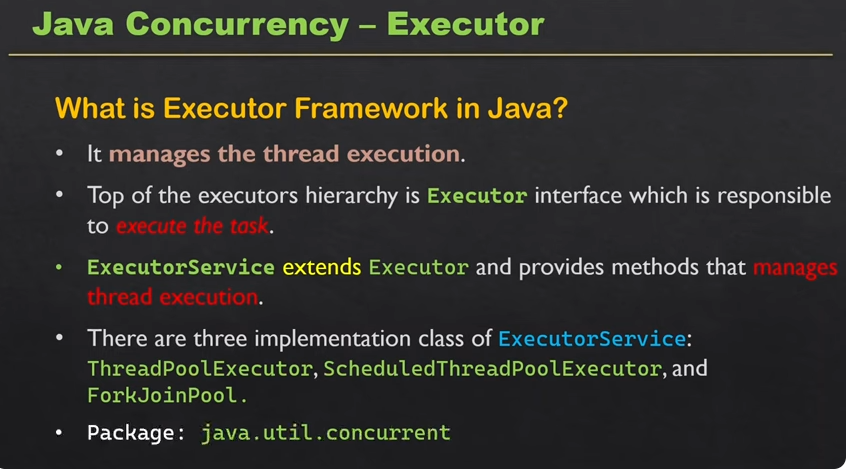 Java Concurrency – Executor
What is Executor Framework in Java?
• It manages the thread execution.
• Top of the executors hierarchy is Executor interface which is responsible
to execute the task.
• ExecutorService extends Executor and provides methods that manages
thread execution.
• There are three implementation class of ExecutorService:
ThreadPoolExecutor, ScheduledThreadPoolExecutor, and
ForkJoinPool.
• Package: java.util.concurrent